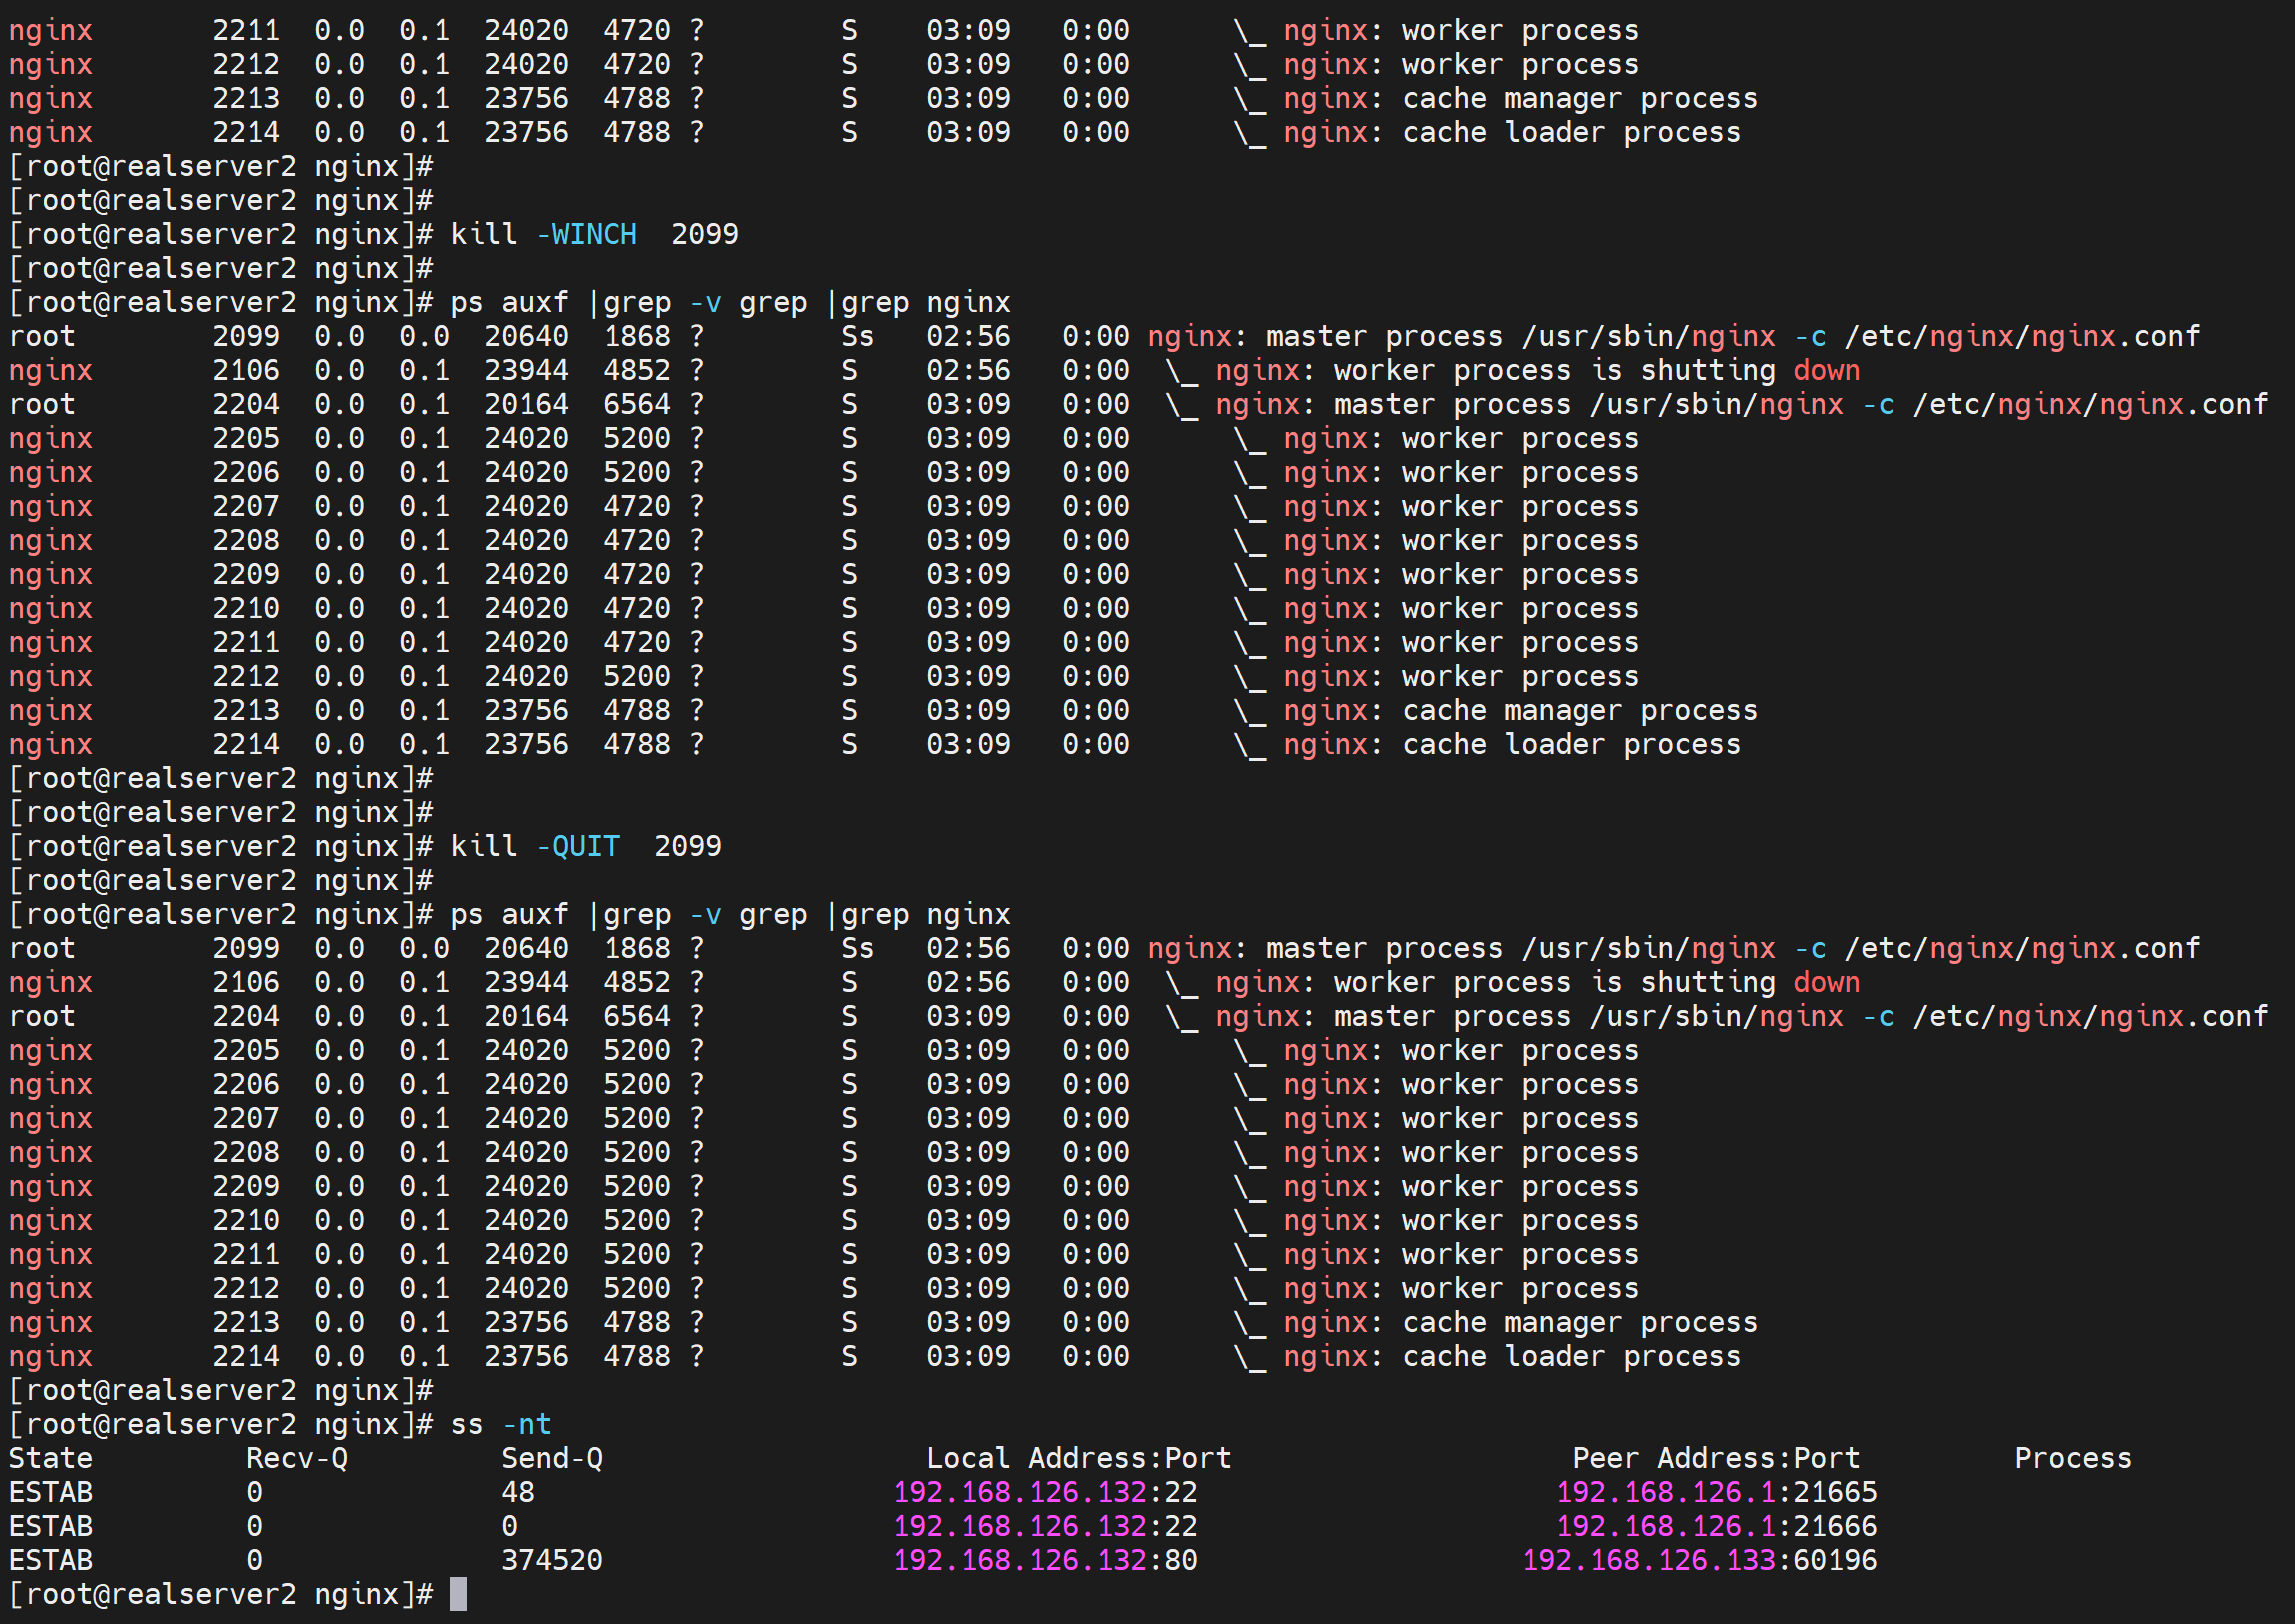 nginx       2211  0.0  0.1  24020  4720 ?        S    03:09   0:00      \_ nginx: worker process
nginx       2212  0.0  0.1  24020  4720 ?        S    03:09   0:00      \_ nginx: worker process
nginx       2213  0.0  0.1  23756  4788 ?        S    03:09   0:00      \_ nginx: cache manager process
nginx       2214  0.0  0.1  23756  4788 ?        S    03:09   0:00      \_ nginx: cache loader process
[root@realserver2 nginx]#
[root@realserver2 nginx]#
[root@realserver2 nginx]# kill -WINCH  2099
[root@realserver2 nginx]#
[root@realserver2 nginx]# ps auxf |grep -v grep |grep nginx
root        2099  0.0  0.0  20640  1868 ?        Ss   02:56   0:00 nginx: master process /usr/sbin/nginx -c /etc/nginx/nginx.conf
nginx       2106  0.0  0.1  23944  4852 ?        S    02:56   0:00  \_ nginx: worker process is shutting down
root        2204  0.0  0.1  20164  6564 ?        S    03:09   0:00  \_ nginx: master process /usr/sbin/nginx -c /etc/nginx/nginx.conf
nginx       2205  0.0  0.1  24020  5200 ?        S    03:09   0:00      \_ nginx: worker process
nginx       2206  0.0  0.1  24020  5200 ?        S    03:09   0:00      \_ nginx: worker process
nginx       2207  0.0  0.1  24020  4720 ?        S    03:09   0:00      \_ nginx: worker process
nginx       2208  0.0  0.1  24020  4720 ?        S    03:09   0:00      \_ nginx: worker process
nginx       2209  0.0  0.1  24020  4720 ?        S    03:09   0:00      \_ nginx: worker process
nginx       2210  0.0  0.1  24020  4720 ?        S    03:09   0:00      \_ nginx: worker process
nginx       2211  0.0  0.1  24020  4720 ?        S    03:09   0:00      \_ nginx: worker process
nginx       2212  0.0  0.1  24020  5200 ?        S    03:09   0:00      \_ nginx: worker process
nginx       2213  0.0  0.1  23756  4788 ?        S    03:09   0:00      \_ nginx: cache manager process
nginx       2214  0.0  0.1  23756  4788 ?        S    03:09   0:00      \_ nginx: cache loader process
[root@realserver2 nginx]#
[root@realserver2 nginx]#
[root@realserver2 nginx]# kill -QUIT  2099
[root@realserver2 nginx]#
[root@realserver2 nginx]# ps auxf |grep -v grep |grep nginx
root        2099  0.0  0.0  20640  1868 ?        Ss   02:56   0:00 nginx: master process /usr/sbin/nginx -c /etc/nginx/nginx.conf
nginx       2106  0.0  0.1  23944  4852 ?        S    02:56   0:00  \_ nginx: worker process is shutting down
root        2204  0.0  0.1  20164  6564 ?        S    03:09   0:00  \_ nginx: master process /usr/sbin/nginx -c /etc/nginx/nginx.conf
nginx       2205  0.0  0.1  24020  5200 ?        S    03:09   0:00      \_ nginx: worker process
nginx       2206  0.0  0.1  24020  5200 ?        S    03:09   0:00      \_ nginx: worker process
nginx       2207  0.0  0.1  24020  5200 ?        S    03:09   0:00      \_ nginx: worker process
nginx       2208  0.0  0.1  24020  5200 ?        S    03:09   0:00      \_ nginx: worker process
nginx       2209  0.0  0.1  24020  5200 ?        S    03:09   0:00      \_ nginx: worker process
nginx       2210  0.0  0.1  24020  5200 ?        S    03:09   0:00      \_ nginx: worker process
nginx       2211  0.0  0.1  24020  5200 ?        S    03:09   0:00      \_ nginx: worker process
nginx       2212  0.0  0.1  24020  5200 ?        S    03:09   0:00      \_ nginx: worker process
nginx       2213  0.0  0.1  23756  4788 ?        S    03:09   0:00      \_ nginx: cache manager process
nginx       2214  0.0  0.1  23756  4788 ?        S    03:09   0:00      \_ nginx: cache loader process
[root@realserver2 nginx]#
[root@realserver2 nginx]# ss -nt
State         Recv-Q         Send-Q                   Local Address:Port                    Peer Address:Port         Process
ESTAB         0              48                     192.168.126.132:22                     192.168.126.1:21665
ESTAB         0              0                      192.168.126.132:22                     192.168.126.1:21666
ESTAB         0              374520                 192.168.126.132:80                   192.168.126.133:60196
[root@realserver2 nginx]#